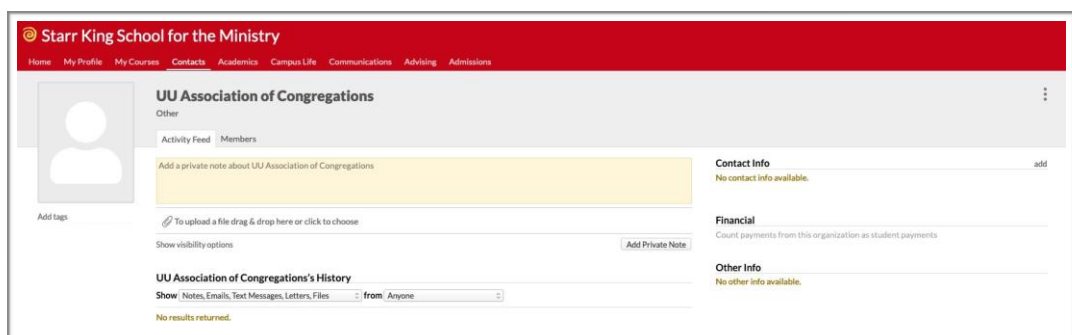 Starr King School for the Ministry
Home My Profile My Courses Contacts Academics Campus Life Communications Advising Admissions
UU Association of Congregations
Other
Activity Feed Members
Add a private note about UU Association of Congregations
Add tags
To upload a file drag & drop here or click to choose
Show visibility options Add Private Note
UU Association of Congregations's History
Show Notes, Emails, Text Messages, Letters, Files from Anyone
No results returned.
Contact Info add
No contact info available.
Financial
Count payments from this organization as student payments
Other Info
No other info available.